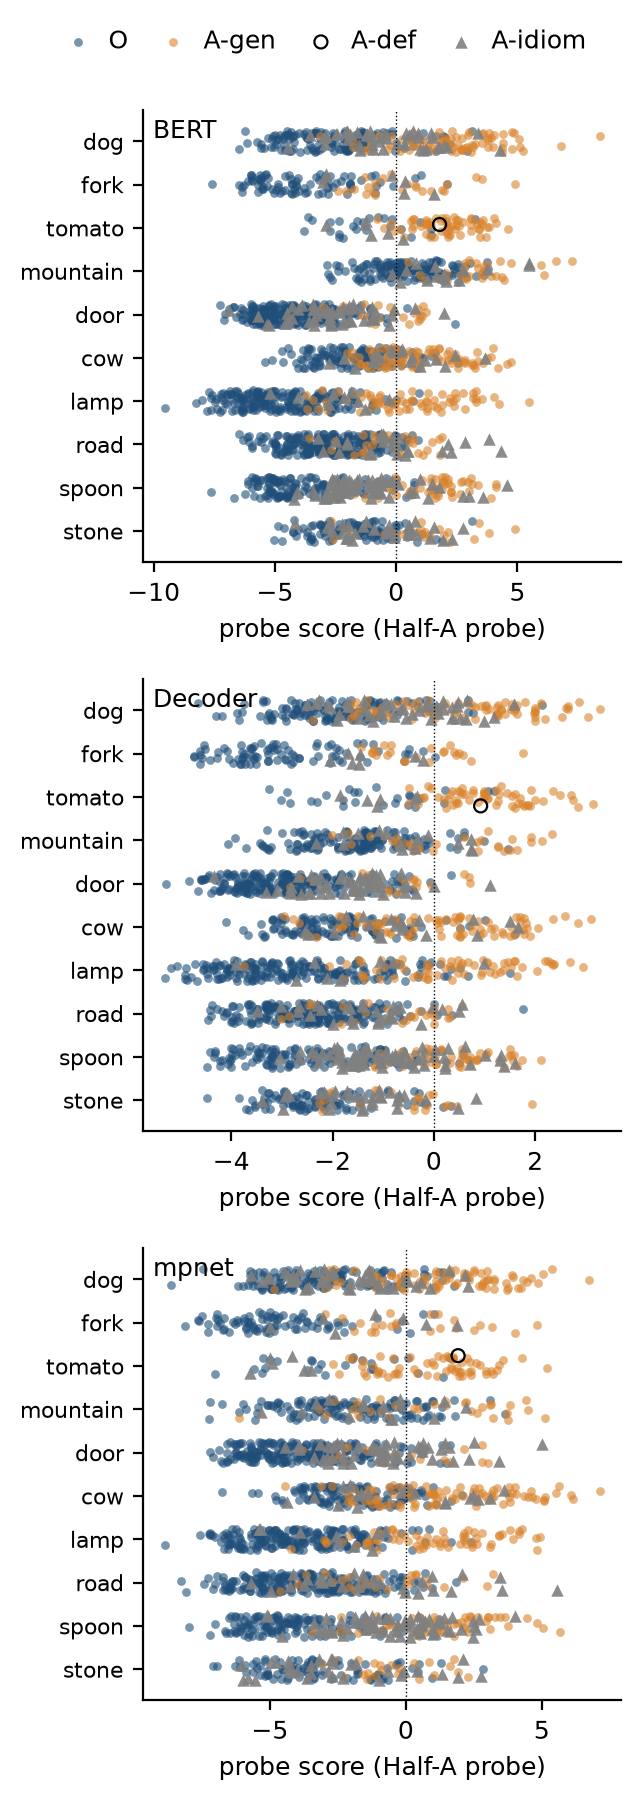 O A-gen A-def A-idiom
BERT
dog
fork
tomato
mountain
door
cow
lamp
road
spoon
stone
−10 −5 0 5
probe score (Half-A probe)
Decoder
dog
fork
tomato
mountain
door
cow
lamp
road
spoon
stone
−4 −2 0 2
probe score (Half-A probe)
mpnet
dog
fork
tomato
mountain
door
cow
lamp
road
spoon
stone
−5 0 5
probe score (Half-A probe)